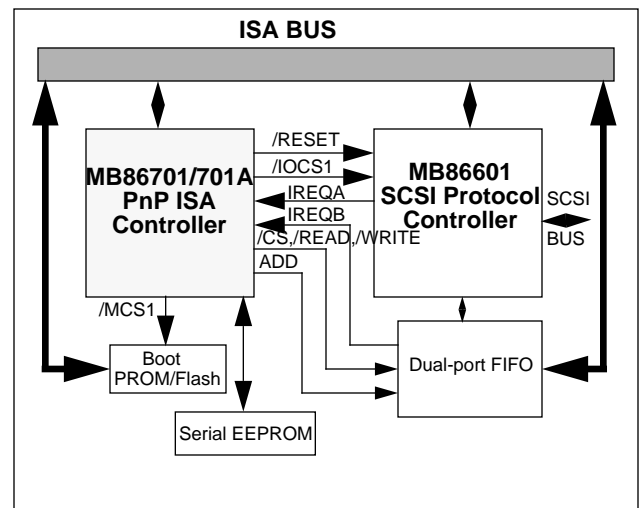 ISA BUS
MB86701/701A
PnP ISA
Controller
/RESET
/IOCS1
IREQA
IREQB
/CS,/READ,/WRITE
ADD
MB86601
SCSI Protocol
Controller
SCSI
BUS
/MCS1
Boot
PROM/Flash
Serial EEPROM
Dual-port FIFO